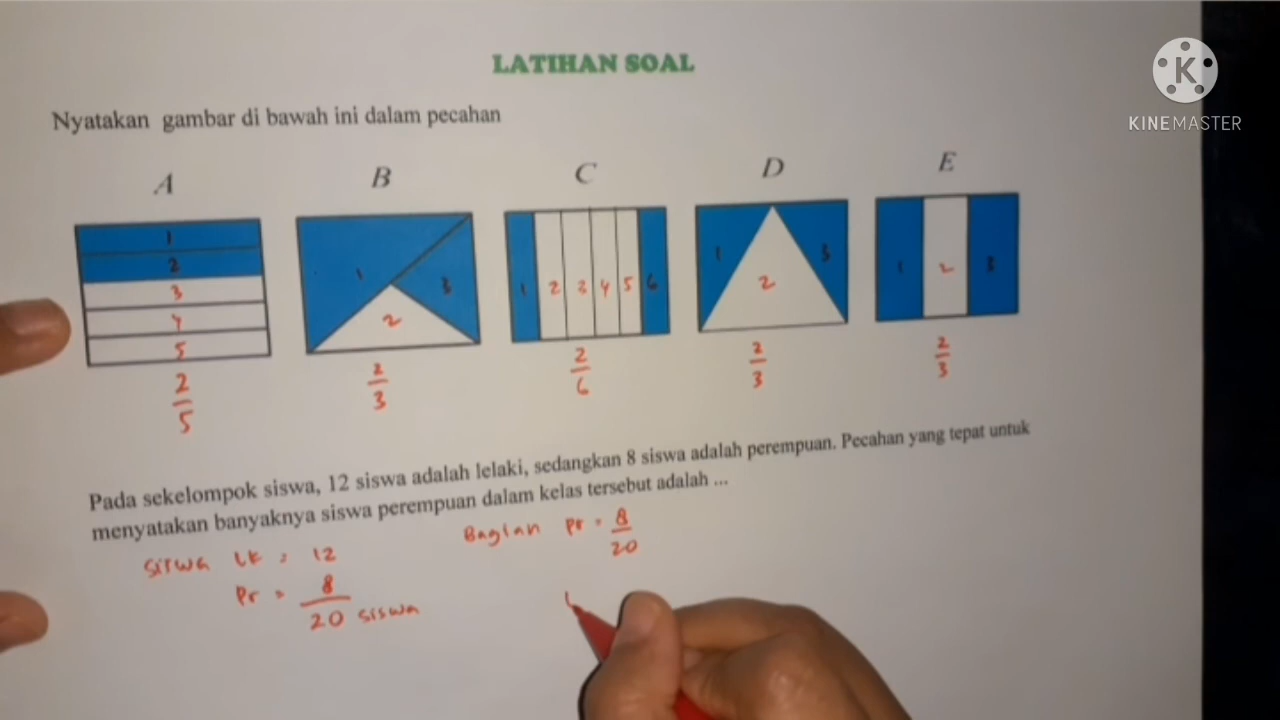 LATIHAN SOAL
KINEMASTER
Nyatakan gambar di bawah ini dalam pecahan
A B C D E
1
2
3
4
5
2/5
1
2
3
2/3
1 2 3 4 5 6
2/6
1 2 3
2/3
1 2 3
2/3
Pada sekelompok siswa, 12 siswa adalah lelaki, sedangkan 8 siswa adalah perempuan. Pecahan yang tepat untuk
menyatakan banyaknya siswa perempuan dalam kelas tersebut adalah ...
Siswa Lk = 12
Pr = 8
20 siswa
Bagian Pr = 8/20